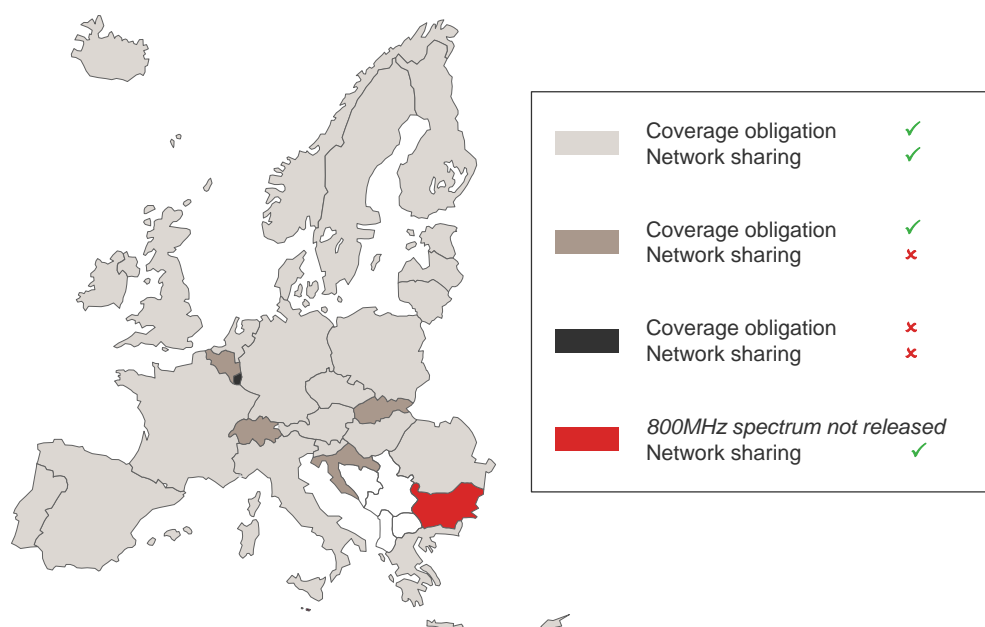 Coverage obligation ✓
Network sharing ✓
Coverage obligation ✓
Network sharing ×
Coverage obligation ×
Network sharing ×
800MHz spectrum not released
Network sharing ✓